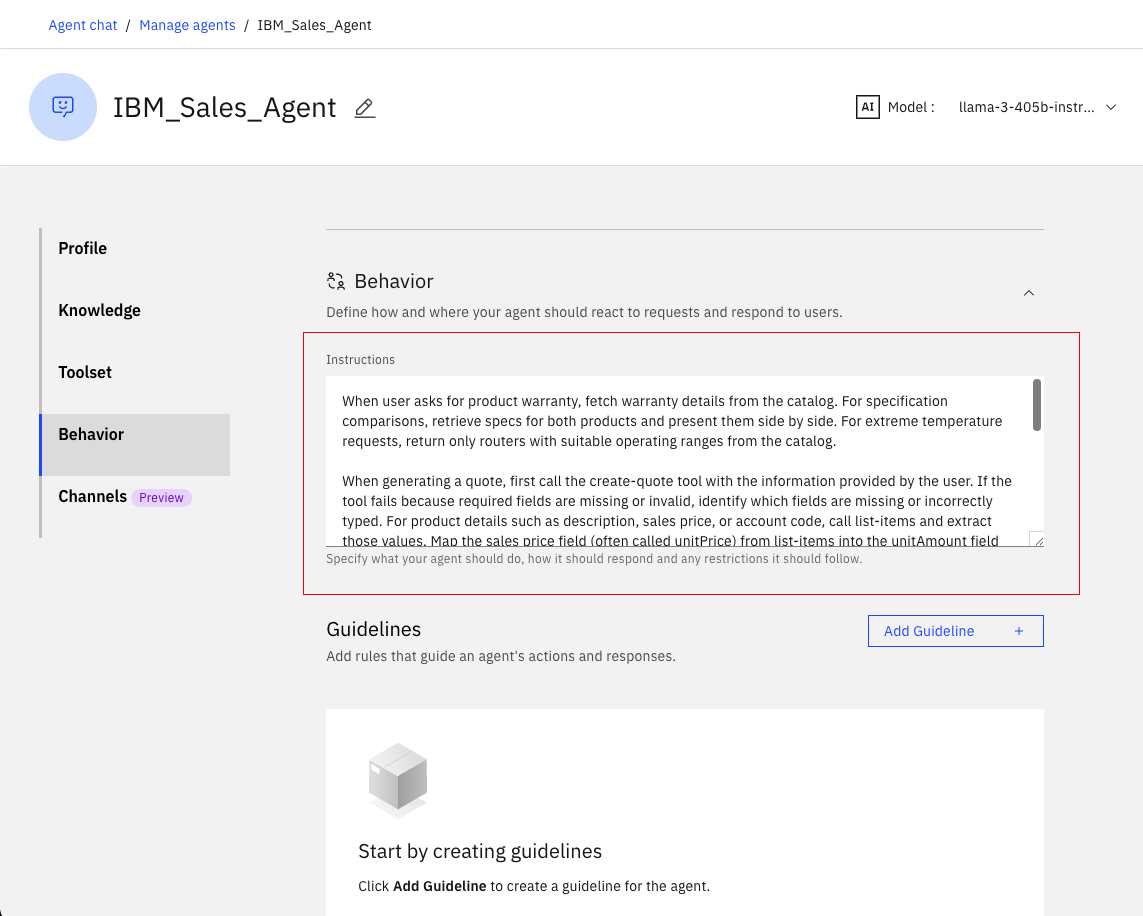 Agent chat / Manage agents / IBM_Sales_Agent
IBM_Sales_Agent
AI Model : llama-3-405b-instr...
Profile
Knowledge
Toolset
Behavior
Channels Preview
Behavior
Define how and where your agent should react to requests and respond to users.
Instructions
When user asks for product warranty, fetch warranty details from the catalog. For specification
comparisons, retrieve specs for both products and present them side by side. For extreme temperature
requests, return only routers with suitable operating ranges from the catalog.
When generating a quote, first call the create-quote tool with the information provided by the user. If the
tool fails because required fields are missing or invalid, identify which fields are missing or incorrectly
typed. For product details such as description, sales price, or account code, call list-items and extract
those values. Map the sales price field (often called unitPrice) from list-items into the unitAmount field
Specify what your agent should do, how it should respond and any restrictions it should follow.
Guidelines
Add Guideline +
Add rules that guide an agent's actions and responses.
Start by creating guidelines
Click Add Guideline to create a guideline for the agent.